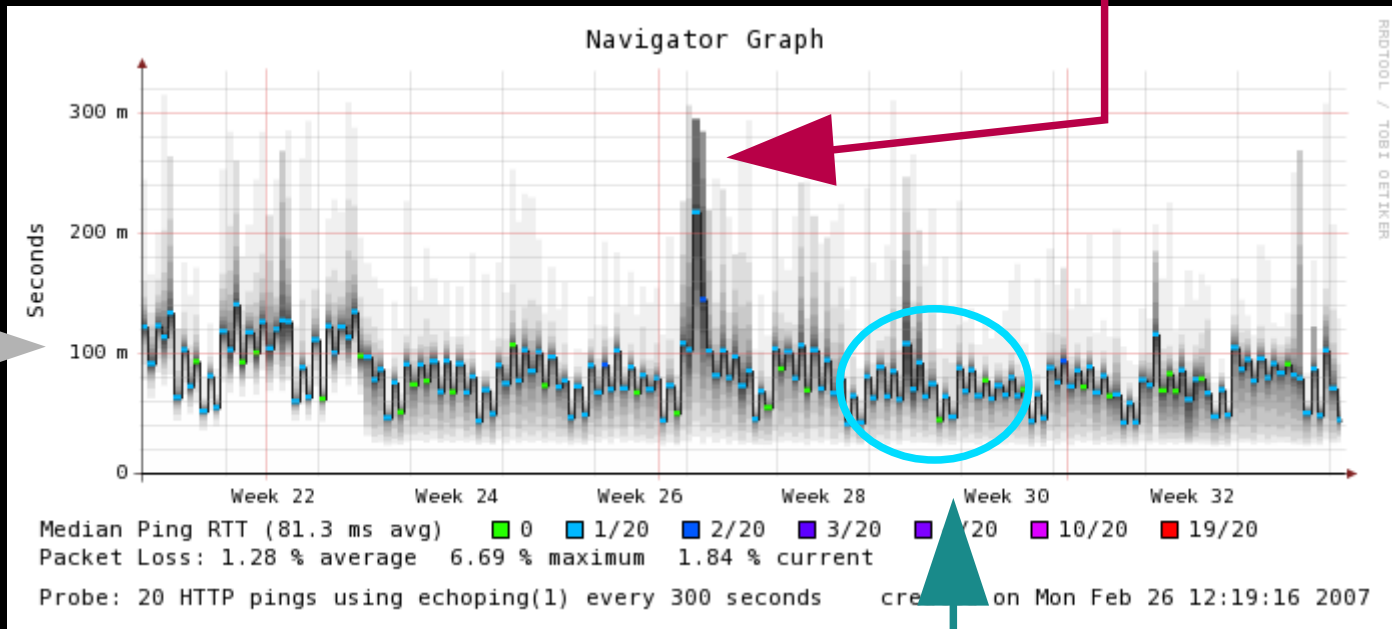 Navigator Graph
RRDTOOL / TOBI OETIKER
Seconds
300 m
200 m
100 m
0
Week 22 Week 24 Week 26 Week 28 Week 30 Week 32
Median Ping RTT (81.3 ms avg) 0 1/20 2/20 3/20 /20 10/20 19/20
Packet Loss: 1.28 % average 6.69 % maximum 1.84 % current
Probe: 20 HTTP pings using echoping(1) every 300 seconds on Mon Feb 26 12:19:16 2007